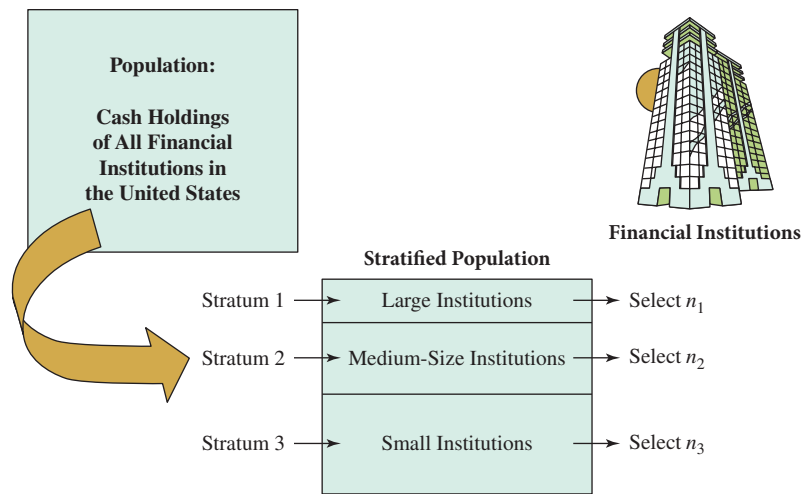 Population:
Cash Holdings
of All Financial
Institutions in
the United States
Financial Institutions
Stratified Population
Stratum 1
Large Institutions
Select n₁
Stratum 2
Medium-Size Institutions
Select n₂
Stratum 3
Small Institutions
Select n₃